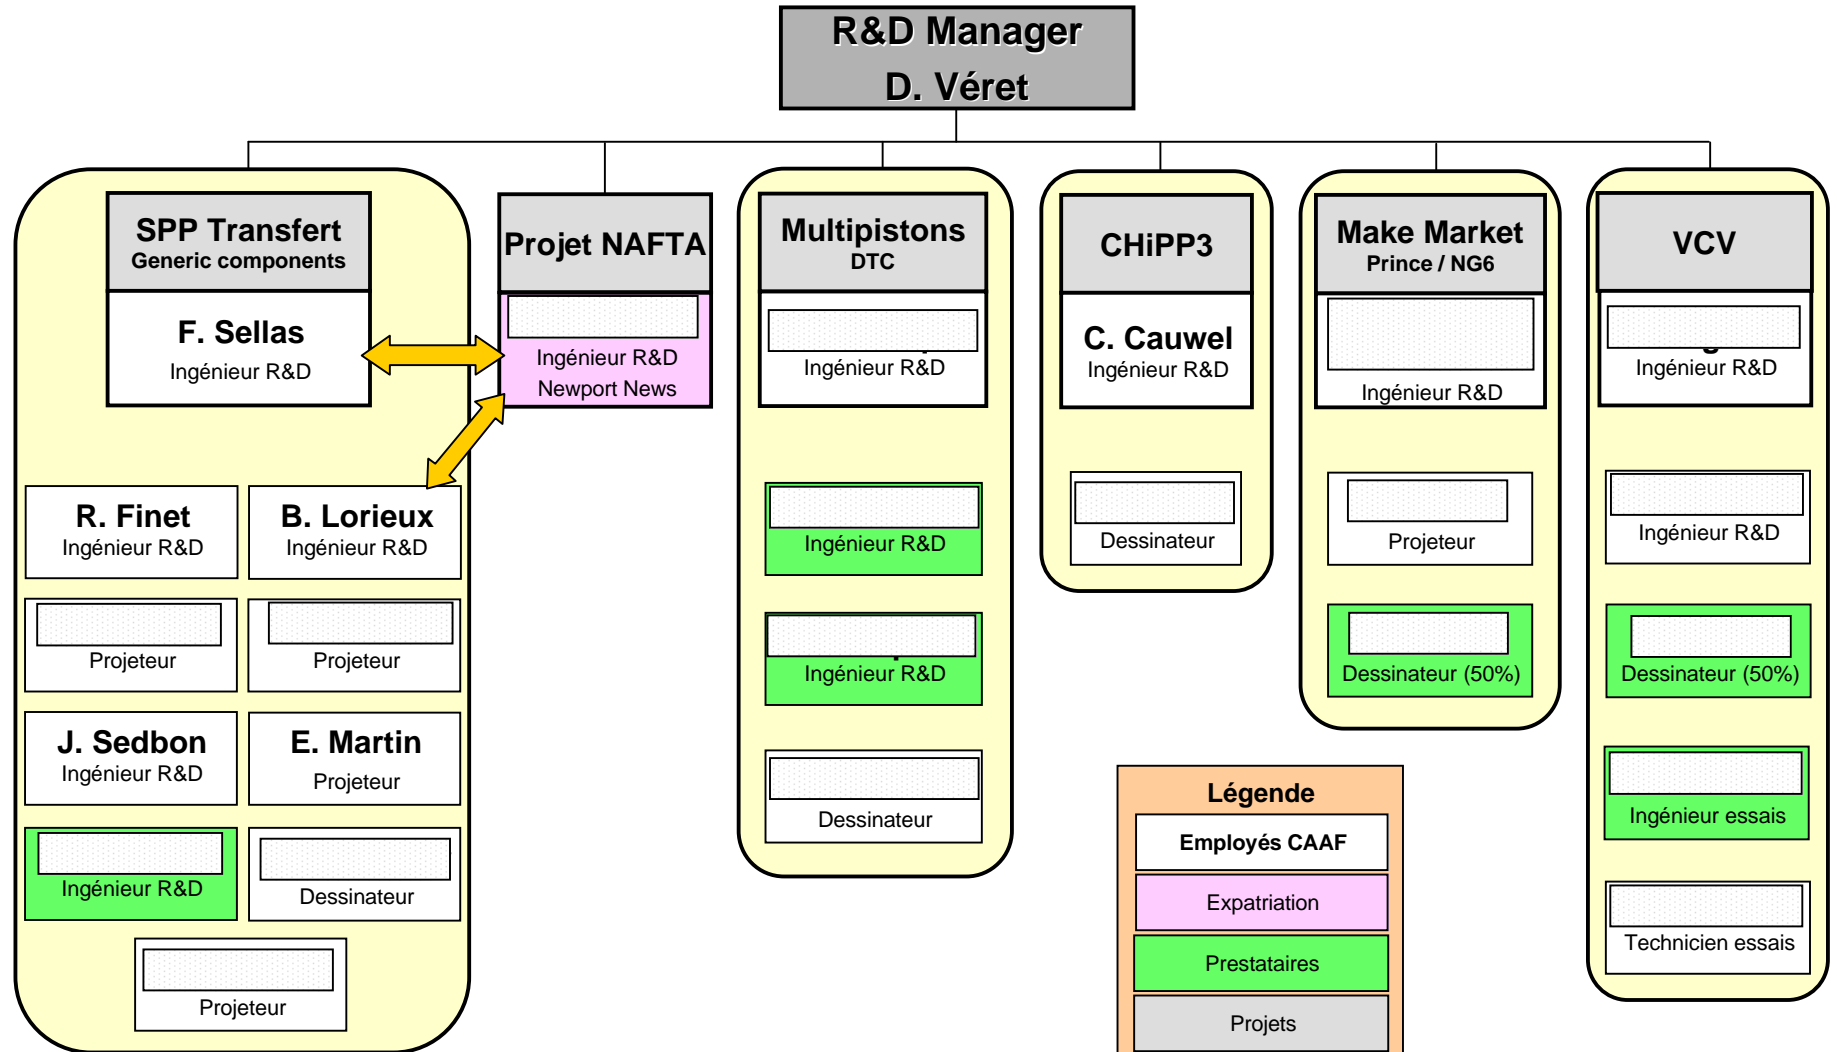 R&D Manager
D. Véret
SPP Transfert
Generic components
F. Sellas
Ingénieur R&D
R. Finet
Ingénieur R&D
B. Lorieux
Ingénieur R&D
Projeteur
Projeteur
J. Sedbon
Ingénieur R&D
E. Martin
Projeteur
Ingénieur R&D
Dessinateur
Projeteur
Projet NAFTA
Ingénieur R&D
Newport News
Multipistons
DTC
Ingénieur R&D
Ingénieur R&D
Ingénieur R&D
Dessinateur
CHiPP3
C. Cauwel
Ingénieur R&D
Dessinateur
Make Market
Prince / NG6
Ingénieur R&D
Projeteur
Dessinateur (50%)
VCV
Ingénieur R&D
Ingénieur R&D
Dessinateur (50%)
Ingénieur essais
Technicien essais
Légende
Employés CAAF
Expatriation
Prestataires
Projets